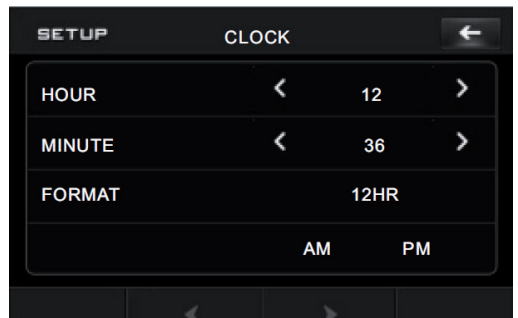 SETUP CLOCK
HOUR 12
MINUTE 36
FORMAT 12HR
AM PM